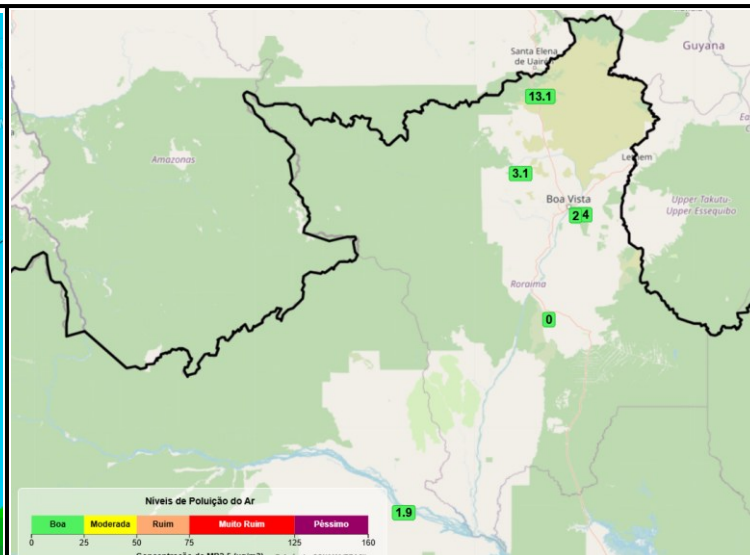 Santa Elena
de Uairé
Guyana
13.1
Amazonas
3.1
Boa Vista
2 4
Upper Takutu
Upper Essequibo
Roraima
0
1.9
Níveis de Poluição do Ar
Boa Moderada Ruim Muito Ruim Péssimo
0 25 50 75 125 160